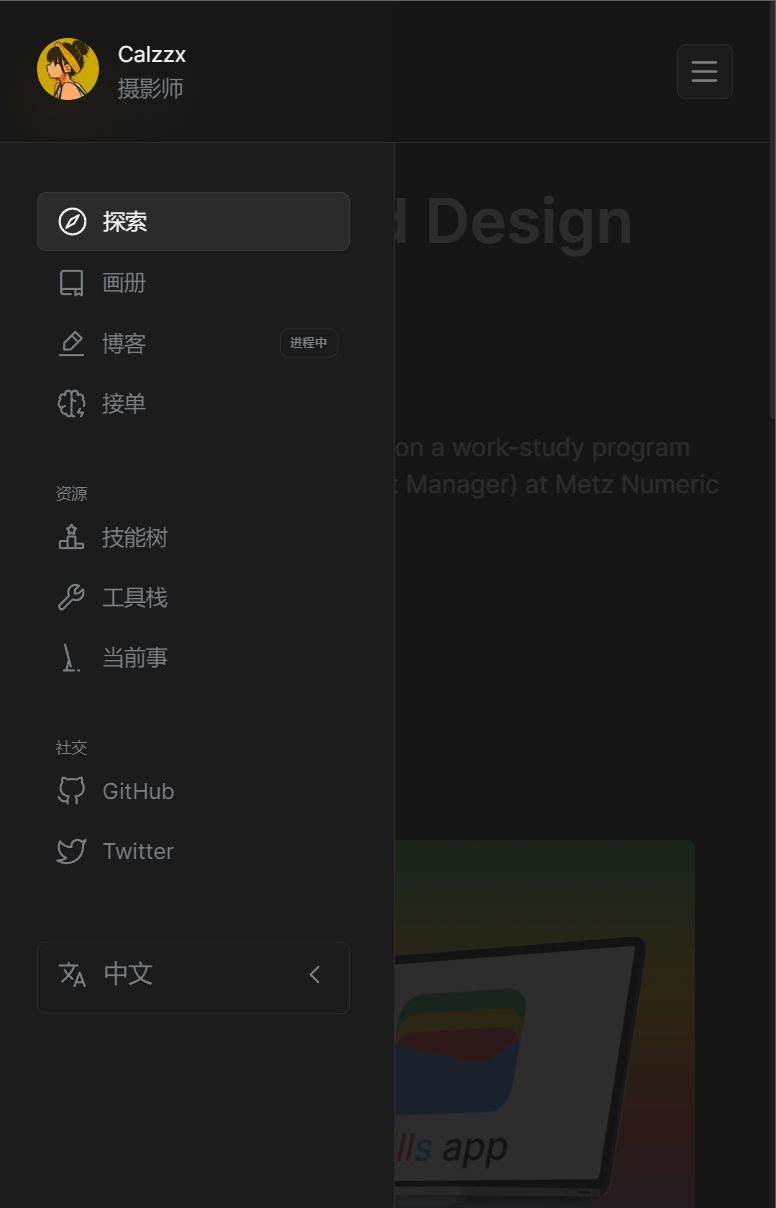 Calzzx
摄影师
探索
画册
博客
进程中
接单
资源
技能树
工具栈
当前事
社交
GitHub
Twitter
中文
Design
on a work-study program
Manager) at Metz Numeric
app